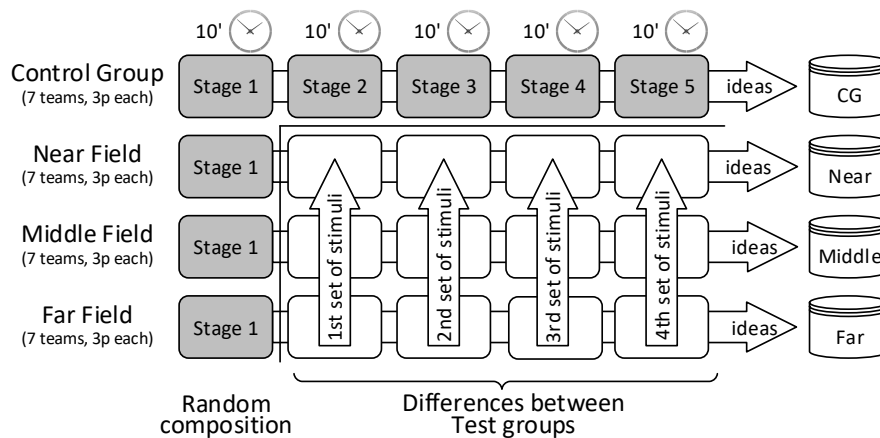 10' 10' 10' 10' 10'
Control Group
(7 teams, 3p each)
Stage 1 Stage 2 Stage 3 Stage 4 Stage 5 ideas CG
Near Field
(7 teams, 3p each)
Stage 1 ideas Near
Middle Field
(7 teams, 3p each)
Stage 1 ideas Middle
Far Field
(7 teams, 3p each)
Stage 1 ideas Far
1st set of stimuli
2nd set of stimuli
3rd set of stimuli
4th set of stimuli
Random
composition
Differences between
Test groups